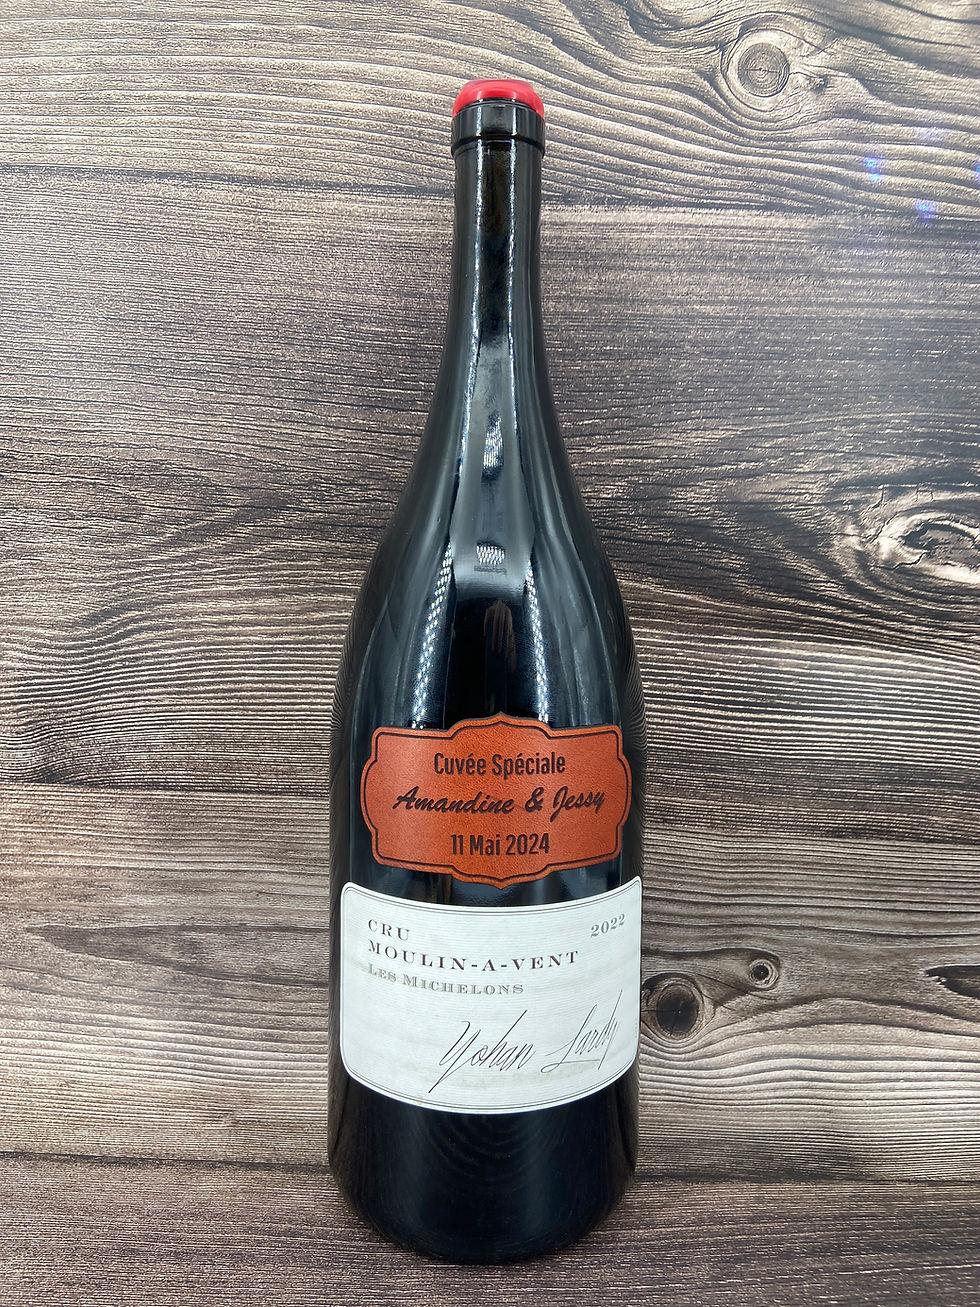 Cuvée Spéciale
Amandine & Jessy
11 Mai 2024
CRU 2022
MOULIN-A-VENT
LES MICHELONS
Yohan Lardy